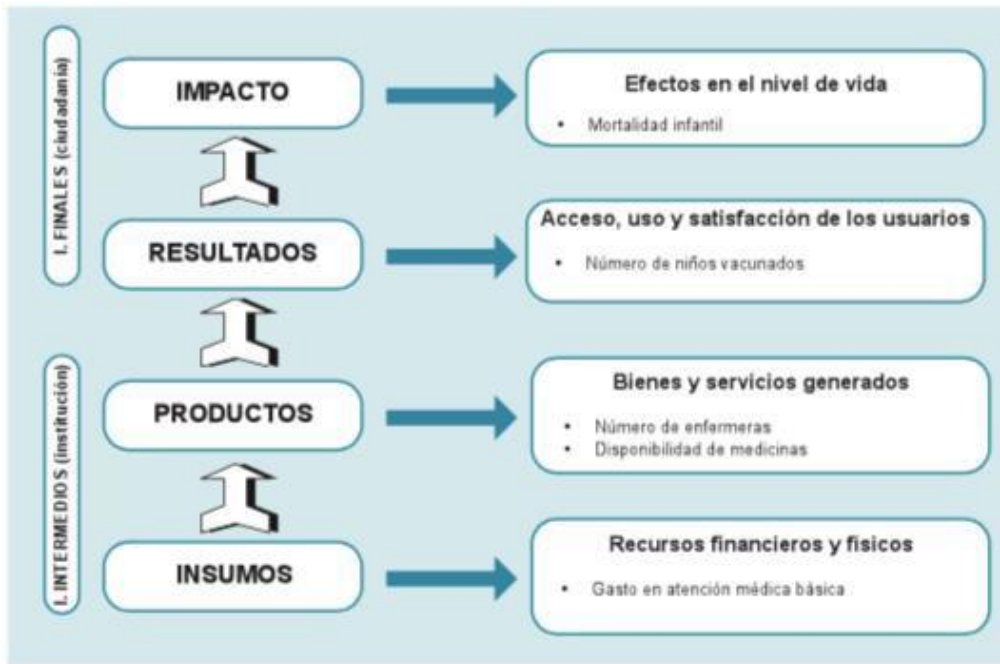 I. FINALES (ciudadanía)
IMPACTO
Efectos en el nivel de vida
• Mortalidad infantil
RESULTADOS
Acceso, uso y satisfacción de los usuarios
• Número de niños vacunados
I. INTERMEDIOS (institución)
PRODUCTOS
Bienes y servicios generados
• Número de enfermeras
• Disponibilidad de medicinas
INSUMOS
Recursos financieros y físicos
• Gasto en atención médica básica